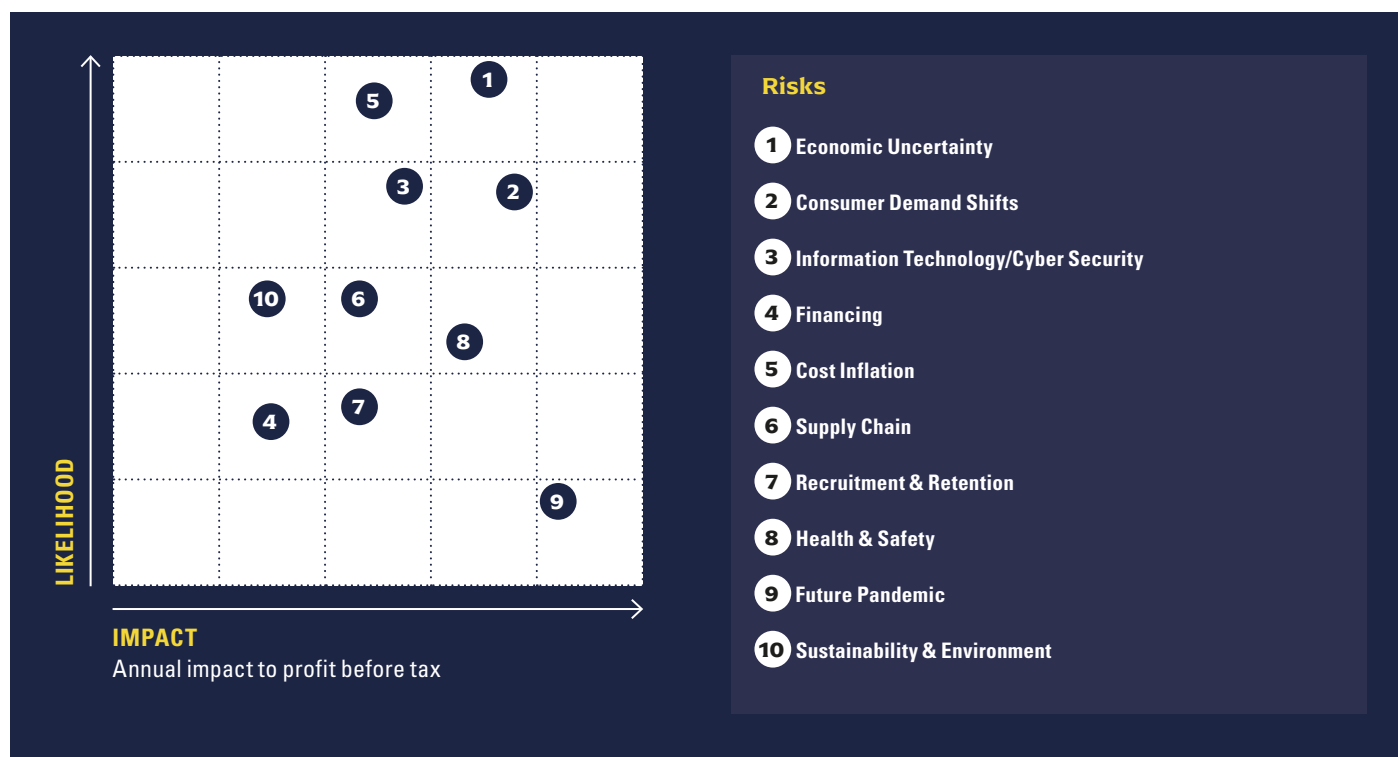 1
5
3
2
10
6
8
4
7
9
LIKELIHOOD
IMPACT
Annual impact to profit before tax
Risks
1 Economic Uncertainty
2 Consumer Demand Shifts
3 Information Technology/Cyber Security
4 Financing
5 Cost Inflation
6 Supply Chain
7 Recruitment & Retention
8 Health & Safety
9 Future Pandemic
10 Sustainability & Environment